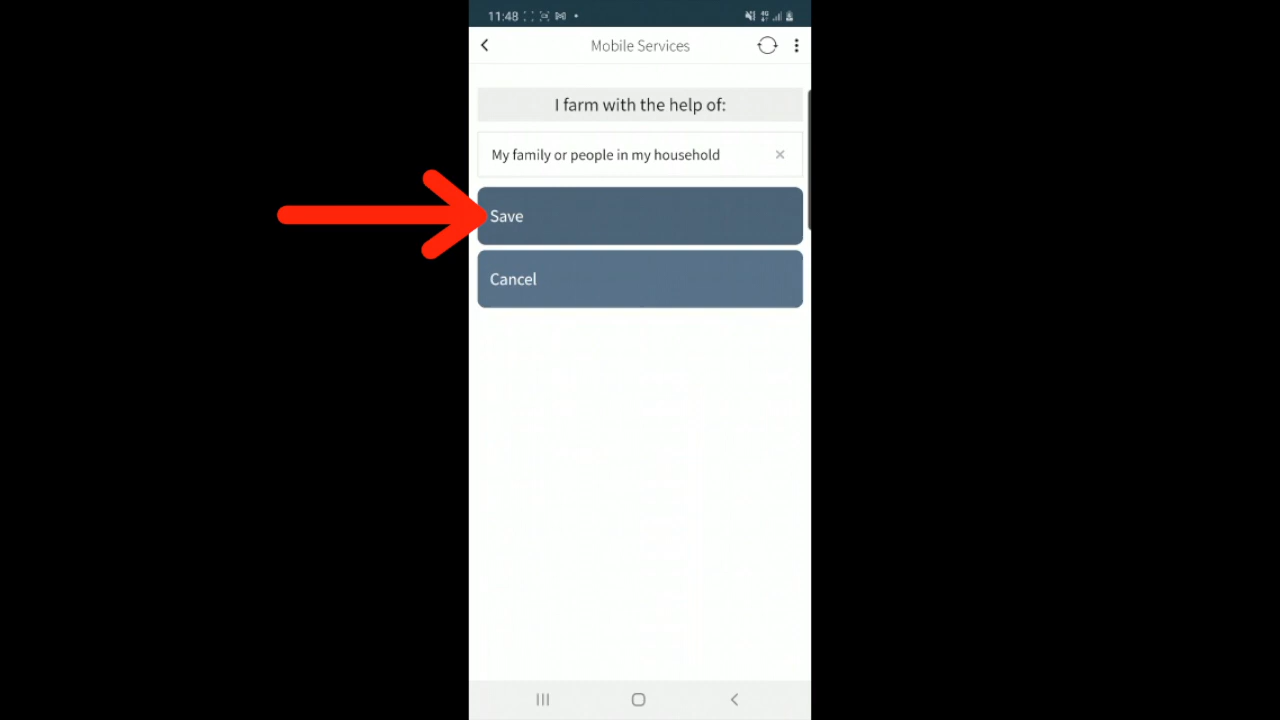 11:48
Mobile Services
I farm with the help of:
My family or people in my household
Save
Cancel